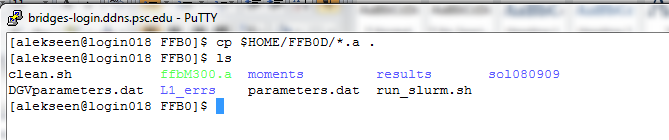 bridges-login.ddns.psc.edu - PuTTY
[alekseen@login018 FFB0]$ cp $HOME/FFB0D/*.a .
[alekseen@login018 FFB0]$ ls
clean.sh ffbM300.a moments results sol080909
DGVparameters.dat L1_errs parameters.dat run_slurm.sh
[alekseen@login018 FFB0]$